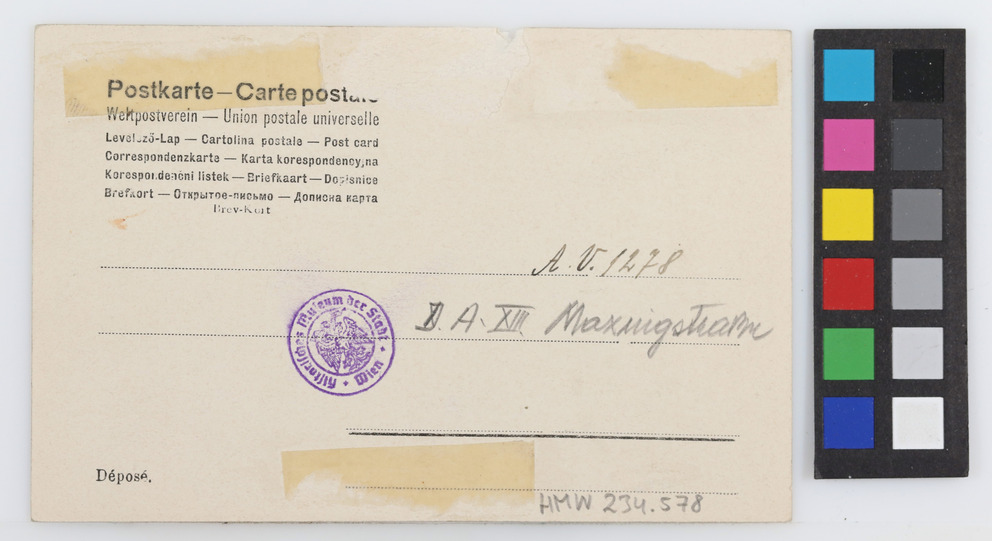 Postkarte — Carte postale
Weltpostverein — Union postale universelle
Levelező-Lap — Cartolina postale — Post card
Correspondenzkarte — Karta korespondencyjna
Korespondenční listek — Briefkaart — Dopisnice
Brefkort — Открытое-письмо — Дописна карта
Brev-Kort
A. V. 1278
D. A. XIII Maxingstraße
Historisches Museum der Stadt Wien
Déposé.
HMW 234.578